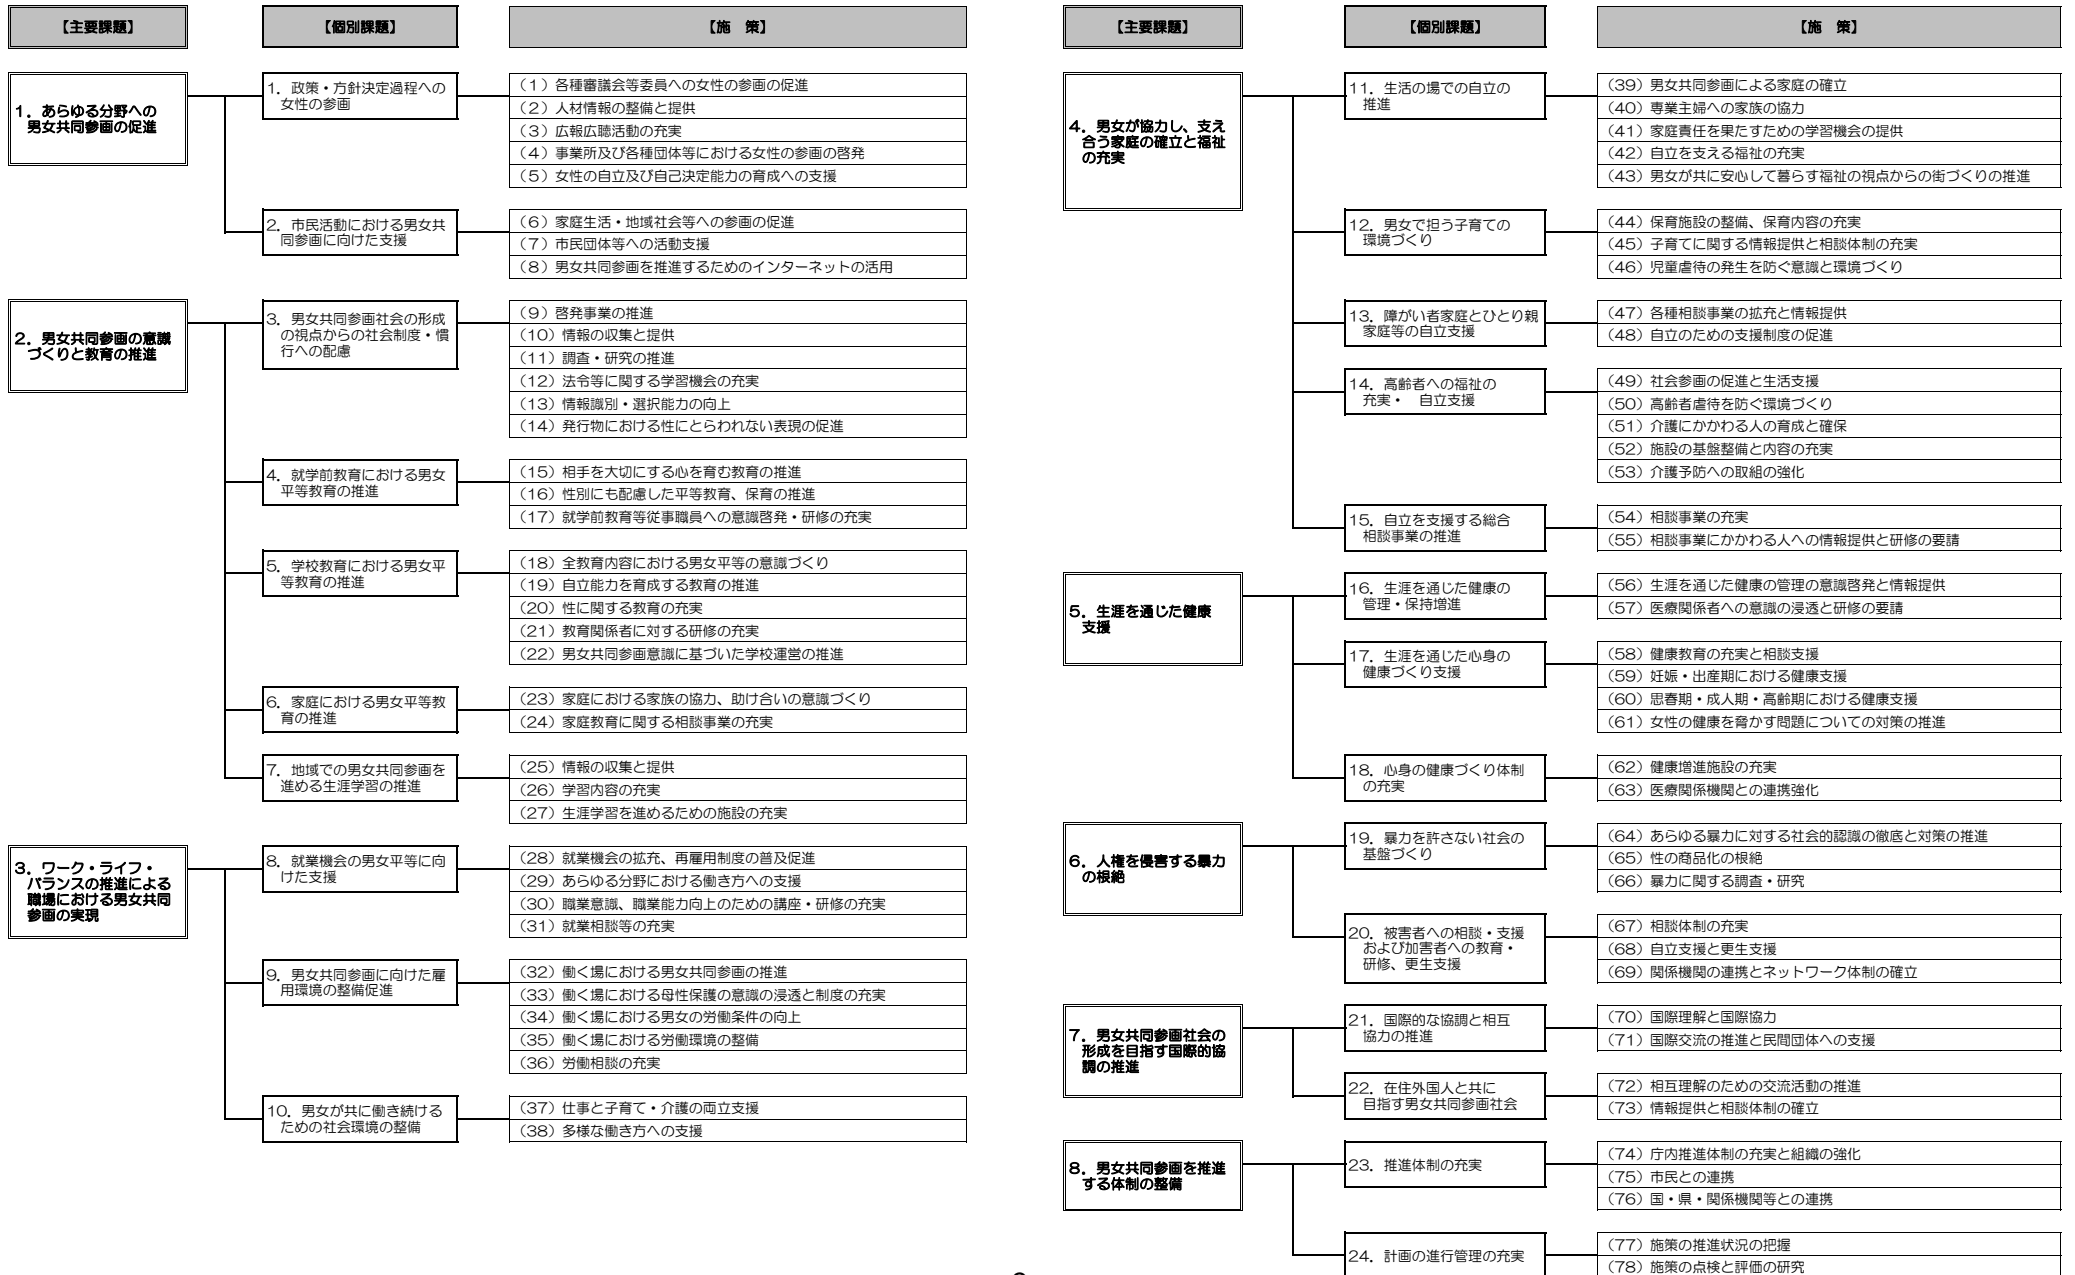 【主要課題】
【個別課題】
【施　策】
1．あらゆる分野への
男女共同参画の促進
1．政策・方針決定過程への
女性の参画
（1）各種審議会等委員への女性の参画の促進
（2）人材情報の整備と提供
（3）広報広聴活動の充実
（4）事業所及び各種団体等における女性の参画の啓発
（5）女性の自立及び自己決定能力の育成への支援
2．市民活動における男女共
同参画に向けた支援
（6）家庭生活・地域社会等への参画の促進
（7）市民団体等への活動支援
（8）男女共同参画を推進するためのインターネットの活用
2．男女共同参画の意識
づくりと教育の推進
3．男女共同参画社会の形成
の視点からの社会制度・慣
行への配慮
（9）啓発事業の推進
（10）情報の収集と提供
（11）調査・研究の推進
（12）法令等に関する学習機会の充実
（13）情報識別・選択能力の向上
（14）発行物における性にとらわれない表現の促進
4．就学前教育における男女
平等教育の推進
（15）相手を大切にする心を育む教育の推進
（16）性別にも配慮した平等教育、保育の推進
（17）就学前教育等従事職員への意識啓発・研修の充実
5．学校教育における男女平
等教育の推進
（18）全教育内容における男女平等の意識づくり
（19）自立能力を育成する教育の推進
（20）性に関する教育の充実
（21）教育関係者に対する研修の充実
（22）男女共同参画意識に基づいた学校運営の推進
6．家庭における男女平等教
育の推進
（23）家庭における家族の協力、助け合いの意識づくり
（24）家庭教育に関する相談事業の充実
7．地域での男女共同参画を
進める生涯学習の推進
（25）情報の収集と提供
（26）学習内容の充実
（27）生涯学習を進めるための施設の充実
3．ワーク・ライフ・
バランスの推進による
職場における男女共同
参画の実現
8．就業機会の男女平等に向
けた支援
（28）就業機会の拡充、再雇用制度の普及促進
（29）あらゆる分野における働き方への支援
（30）職業意識、職業能力向上のための講座・研修の充実
（31）就業相談等の充実
9．男女共同参画に向けた雇
用環境の整備促進
（32）働く場における男女共同参画の推進
（33）働く場における母性保護の意識の浸透と制度の充実
（34）働く場における男女の労働条件の向上
（35）働く場における労働環境の整備
（36）労働相談の充実
10．男女が共に働き続ける
ための社会環境の整備
（37）仕事と子育て・介護の両立支援
（38）多様な働き方への支援
【主要課題】
【個別課題】
【施　策】
4．男女が協力し、支え
合う家庭の確立と福祉
の充実
11．生活の場での自立の
推進
（39）男女共同参画による家庭の確立
（40）専業主婦への家族の協力
（41）家庭責任を果たすための学習機会の提供
（42）自立を支える福祉の充実
（43）男女が共に安心して暮らす福祉の視点からの街づくりの推進
12．男女で担う子育ての
環境づくり
（44）保育施設の整備、保育内容の充実
（45）子育てに関する情報提供と相談体制の充実
（46）児童虐待の発生を防ぐ意識と環境づくり
13．障がい者家庭とひとり親
家庭等の自立支援
（47）各種相談事業の拡充と情報提供
（48）自立のための支援制度の促進
14．高齢者への福祉の
充実・　自立支援
（49）社会参画の促進と生活支援
（50）高齢者虐待を防ぐ環境づくり
（51）介護にかかわる人の育成と確保
（52）施設の基盤整備と内容の充実
（53）介護予防への取組の強化
15．自立を支援する総合
相談事業の推進
（54）相談事業の充実
（55）相談事業にかかわる人への情報提供と研修の要請
5．生涯を通じた健康
支援
16．生涯を通じた健康の
管理・保持増進
（56）生涯を通じた健康の管理の意識啓発と情報提供
（57）医療関係者への意識の浸透と研修の要請
17．生涯を通じた心身の
健康づくり支援
（58）健康教育の充実と相談支援
（59）妊娠・出産期における健康支援
（60）思春期・成人期・高齢期における健康支援
（61）女性の健康を脅かす問題についての対策の推進
18．心身の健康づくり体制
の充実
（62）健康増進施設の充実
（63）医療関係機関との連携強化
6．人権を侵害する暴力
の根絶
19．暴力を許さない社会の
基盤づくり
（64）あらゆる暴力に対する社会的認識の徹底と対策の推進
（65）性の商品化の根絶
（66）暴力に関する調査・研究
20．被害者への相談・支援
および加害者への教育・
研修、更生支援
（67）相談体制の充実
（68）自立支援と更生支援
（69）関係機関の連携とネットワーク体制の確立
7．男女共同参画社会の
形成を目指す国際的協
調の推進
21．国際的な協調と相互
協力の推進
（70）国際理解と国際協力
（71）国際交流の推進と民間団体への支援
22．在住外国人と共に
目指す男女共同参画社会
（72）相互理解のための交流活動の推進
（73）情報提供と相談体制の確立
8．男女共同参画を推進
する体制の整備
23．推進体制の充実
（74）庁内推進体制の充実と組織の強化
（75）市民との連携
（76）国・県・関係機関等との連携
24．計画の進行管理の充実
（77）施策の推進状況の把握
（78）施策の点検と評価の研究